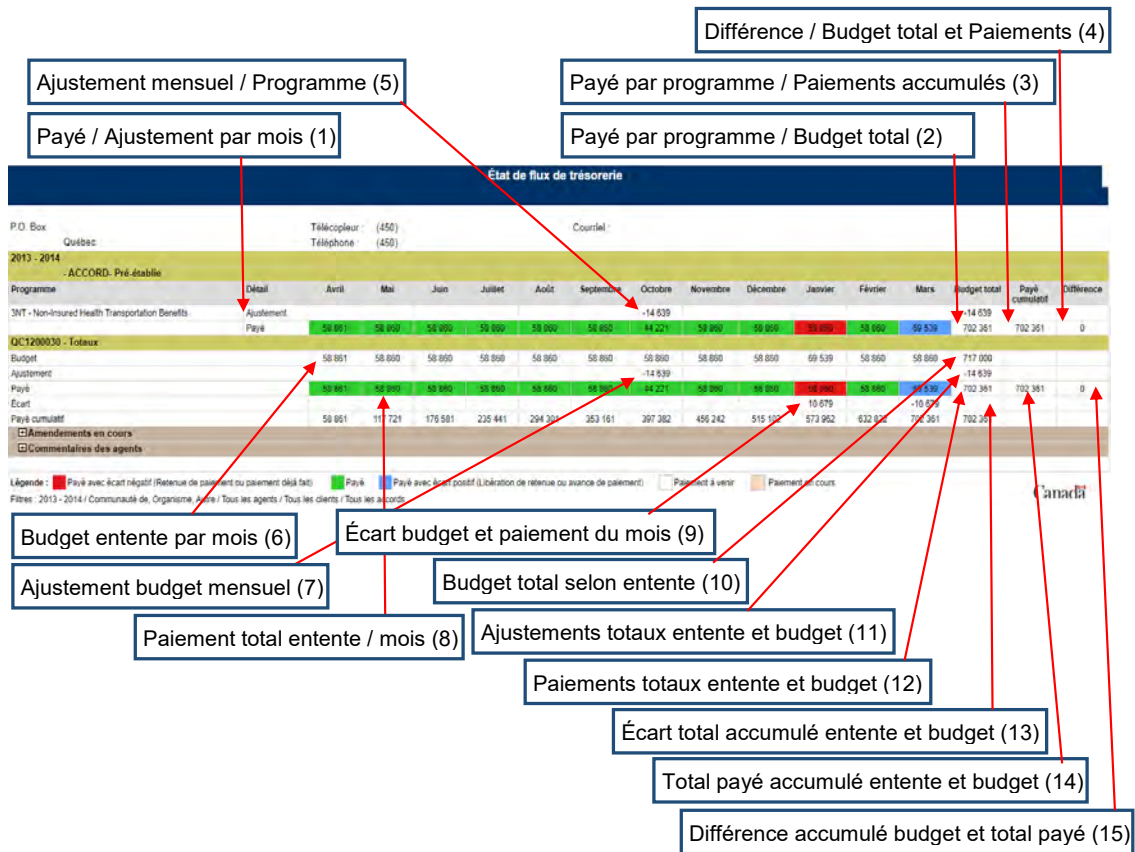 Différence / Budget total et Paiements (4)
Ajustement mensuel / Programme (5)
Payé par programme / Paiements accumulés (3)
Payé / Ajustement par mois (1)
Payé par programme / Budget total (2)
État de flux de trésorerie
P.O. Box Télécopieur : (450) Courriel :
Québec Téléphone : (450)
2013 - 2014
- ACCORD- Pré-établie
Programme Détail Avril Mai Juin Juillet Août Septembre Octobre Novembre Décembre Janvier Février Mars Budget total Payé cumulatif Différence
3NT - Non-Insured Health Transportation Benefits Ajustement -14 639 -14 639
Payé 58 861 58 860 58 860 58 860 58 860 58 860 44 221 58 860 58 860 58 860 58 860 69 539 702 361 702 361 0
QC1200030 - Totaux
Budget 58 861 58 860 58 860 58 860 58 860 58 860 58 860 58 860 58 860 69 539 58 860 58 860 717 000
Ajustement -14 639 -14 639
Payé 58 861 58 860 58 860 58 860 58 860 58 860 44 221 58 860 58 860 58 860 58 860 69 539 702 361 702 361 0
Écart 10 679 -10 679
Payé cumulatif 58 861 117 721 176 581 235 441 294 301 353 161 397 382 456 242 515 102 573 962 632 822 702 361 702 361
Amendements en cours
Commentaires des agents
Légende : Payé avec écart négatif (Retenue de paiement ou paiement déjà fait) Payé Payé avec écart positif (Libération de retenue ou avance de paiement) Paiement à venir Paiement en cours
Filtres : 2013 - 2014 / Communauté de, Organisme, Autre / Tous les agents / Tous les clients / Tous les accords
Canada
Budget entente par mois (6)
Écart budget et paiement du mois (9)
Ajustement budget mensuel (7)
Budget total selon entente (10)
Paiement total entente / mois (8)
Ajustements totaux entente et budget (11)
Paiements totaux entente et budget (12)
Écart total accumulé entente et budget (13)
Total payé accumulé entente et budget (14)
Différence accumulé budget et total payé (15)